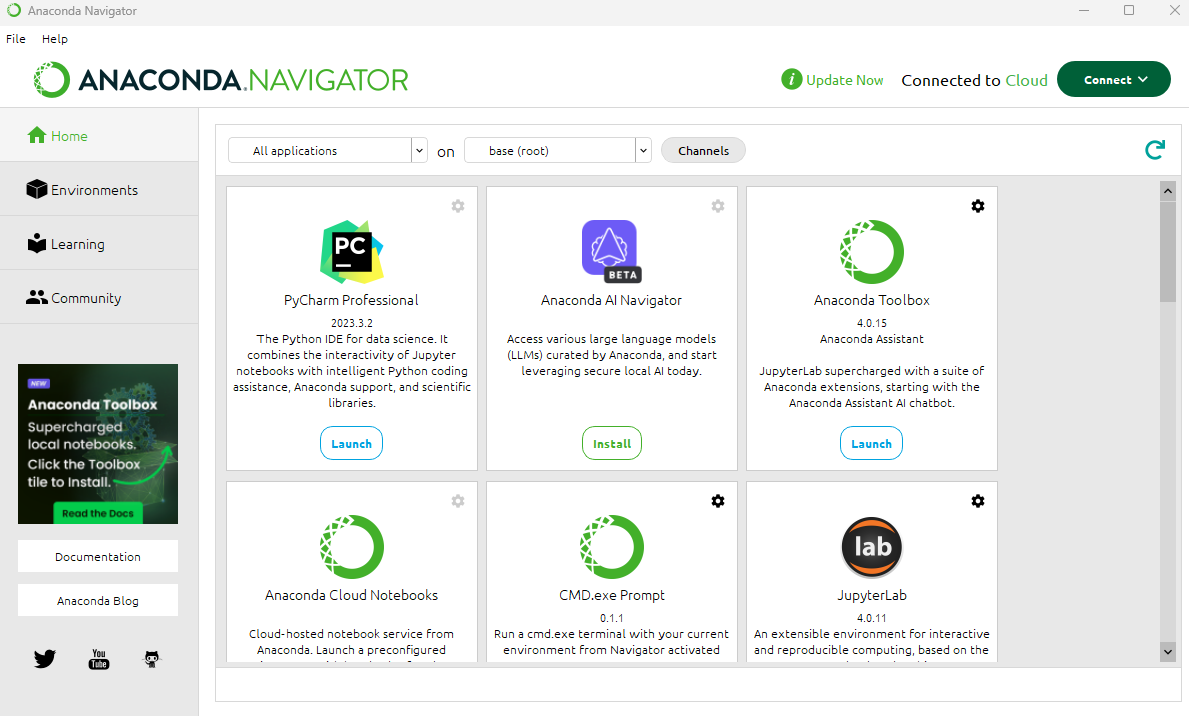 Anaconda Navigator
File Help
ANACONDA.NAVIGATOR
i Update Now Connected to Cloud Connect
Home
Environments
Learning
Community
NEW
Anaconda Toolbox
Supercharged
local notebooks.
Click the Toolbox
tile to Install.
Read the Docs
Documentation
Anaconda Blog
You
Tube
All applications on base (root) Channels
PC
PyCharm Professional
2023.3.2
The Python IDE for data science. It
combines the interactivity of Jupyter
notebooks with intelligent Python coding
assistance, Anaconda support, and scientific
libraries.
Launch
BETA
Anaconda AI Navigator
Access various large language models
(LLMs) curated by Anaconda, and start
leveraging secure local AI today.
Install
Anaconda Toolbox
4.0.15
Anaconda Assistant
JupyterLab supercharged with a suite of
Anaconda extensions, starting with the
Anaconda Assistant AI chatbot.
Launch
Anaconda Cloud Notebooks
Cloud-hosted notebook service from
Anaconda. Launch a preconfigured
CMD.exe Prompt
0.1.1
Run a cmd.exe terminal with your current
environment from Navigator activated
lab
JupyterLab
4.0.11
An extensible environment for interactive
and reproducible computing, based on the